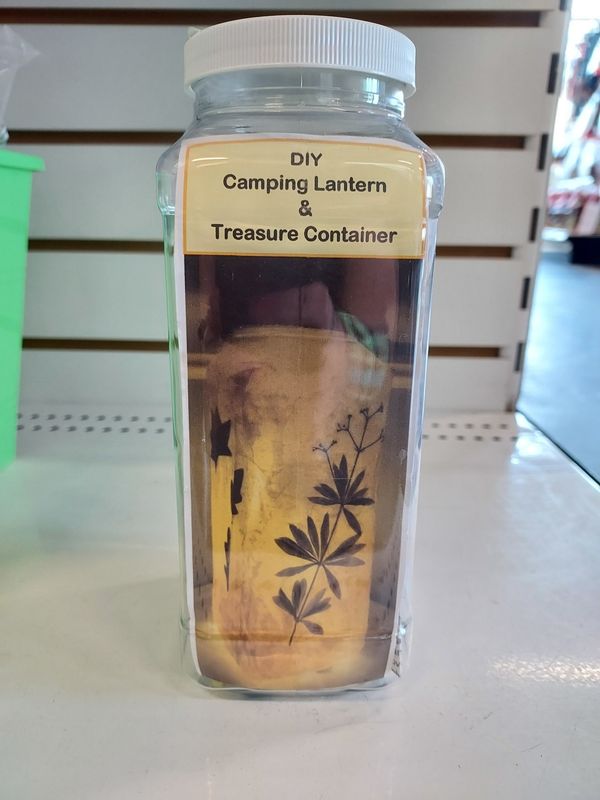 DIY
Camping Lantern
&
Treasure Container